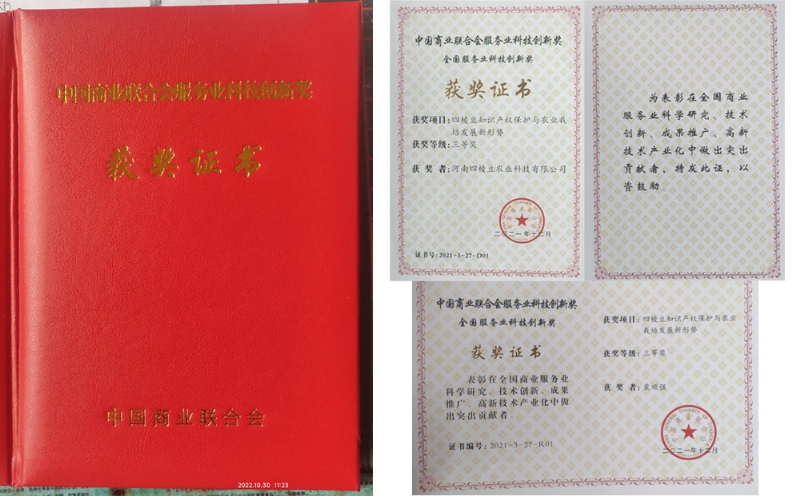 中国商业联合会服务业科技创新奖
获奖证书
中国商业联合会
2022.10.30 11:23
中国商业联合会服务业科技创新奖
全国服务业科技创新奖
获奖证书
获奖项目:四棱豆知识产权保护与农业栽
培发展新形势
获奖等级:三等奖
获 奖 者:河南四棱豆农业科技有限公司
二〇二一年十二月
证书号:2021-3-27-D01
为表彰在全国商业
服务业科学研究、技术
创新、成果推广、高新
技术产业化中做出突出
贡献者,特发此证,以
资鼓励。
中国商业联合会服务业科技创新奖
全国服务业科技创新奖
获奖证书
表彰在全国商业服务业
科学研究、技术创新、成果
推广、高新技术产业化中做
出突出贡献者。
证书编号:2021-3-27-R01
获奖项目:四棱豆知识产权保护与农业
栽培发展新形势
获奖等级:三等奖
获 奖 者:袁顺强
二〇二一年十二月